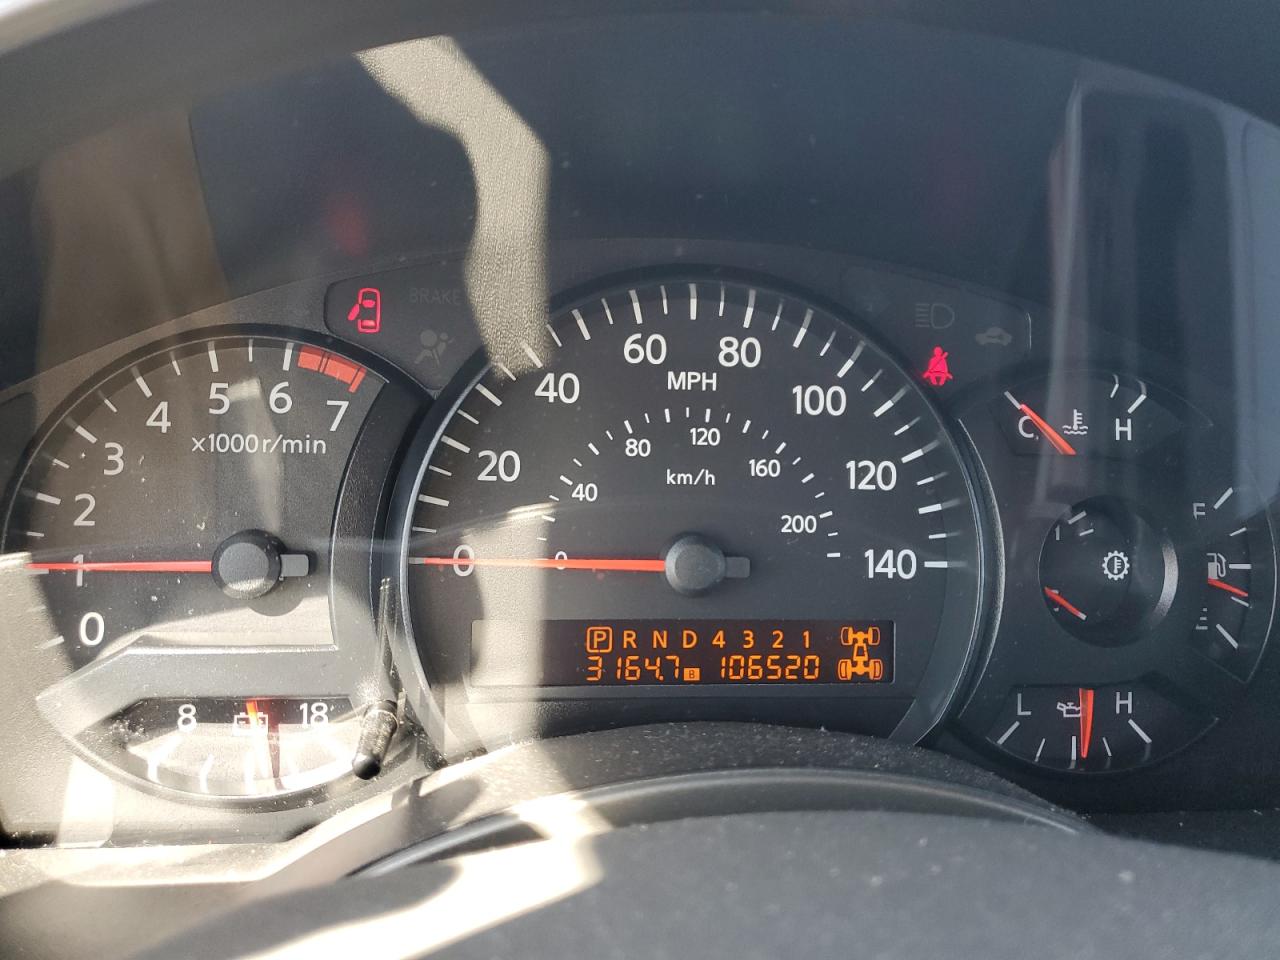 BRAKE
0 1 2 3 4 5 6 7
x1000r/min
0 20 40 60 80 100 120 140
MPH
0 40 80 120 160 200
km/h
P R N D 4 3 2 1
3164.7 B 106520
8 18
C H
F
L H